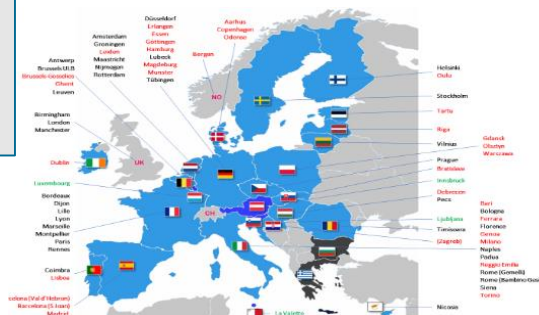 Amsterdam
Groningen
Leiden
Maastricht
Nijmegen
Rotterdam
Düsseldorf
Erlangen
Essen
Göttingen
Hamburg
Lubeck
Magdeburg
Munster
Tübingen
Aarhus
Copenhagen
Odense
Bergen
NO
Antwerp
Brussels ULB
Brussels-Gosselies
Ghent
Leuven
Birmingham
London
Manchester
UK
Dublin
Luxembourg
Bordeaux
Dijon
Lille
Lyon
Marseille
Montpellier
Paris
Rennes
CH
Coimbra
Lisboa
Barcelona (S.Joan)
Madrid
Helsinki
Oulu
Stockholm
Tartu
Riga
Vilnius
Gdansk
Olsztyn
Warszawa
Prague
Bratislava
Innsbruck
Debrecen
Pecs
Ljubljana
Timisoara
(Zagreb)
Bari
Bologna
Ferrara
Florence
Genoa
Milano
Naples
Padua
Reggio Emilia
Rome (Gemelli)
Rome (Bambino Gesù
Siena
Torino
La Valletta
Nicosia